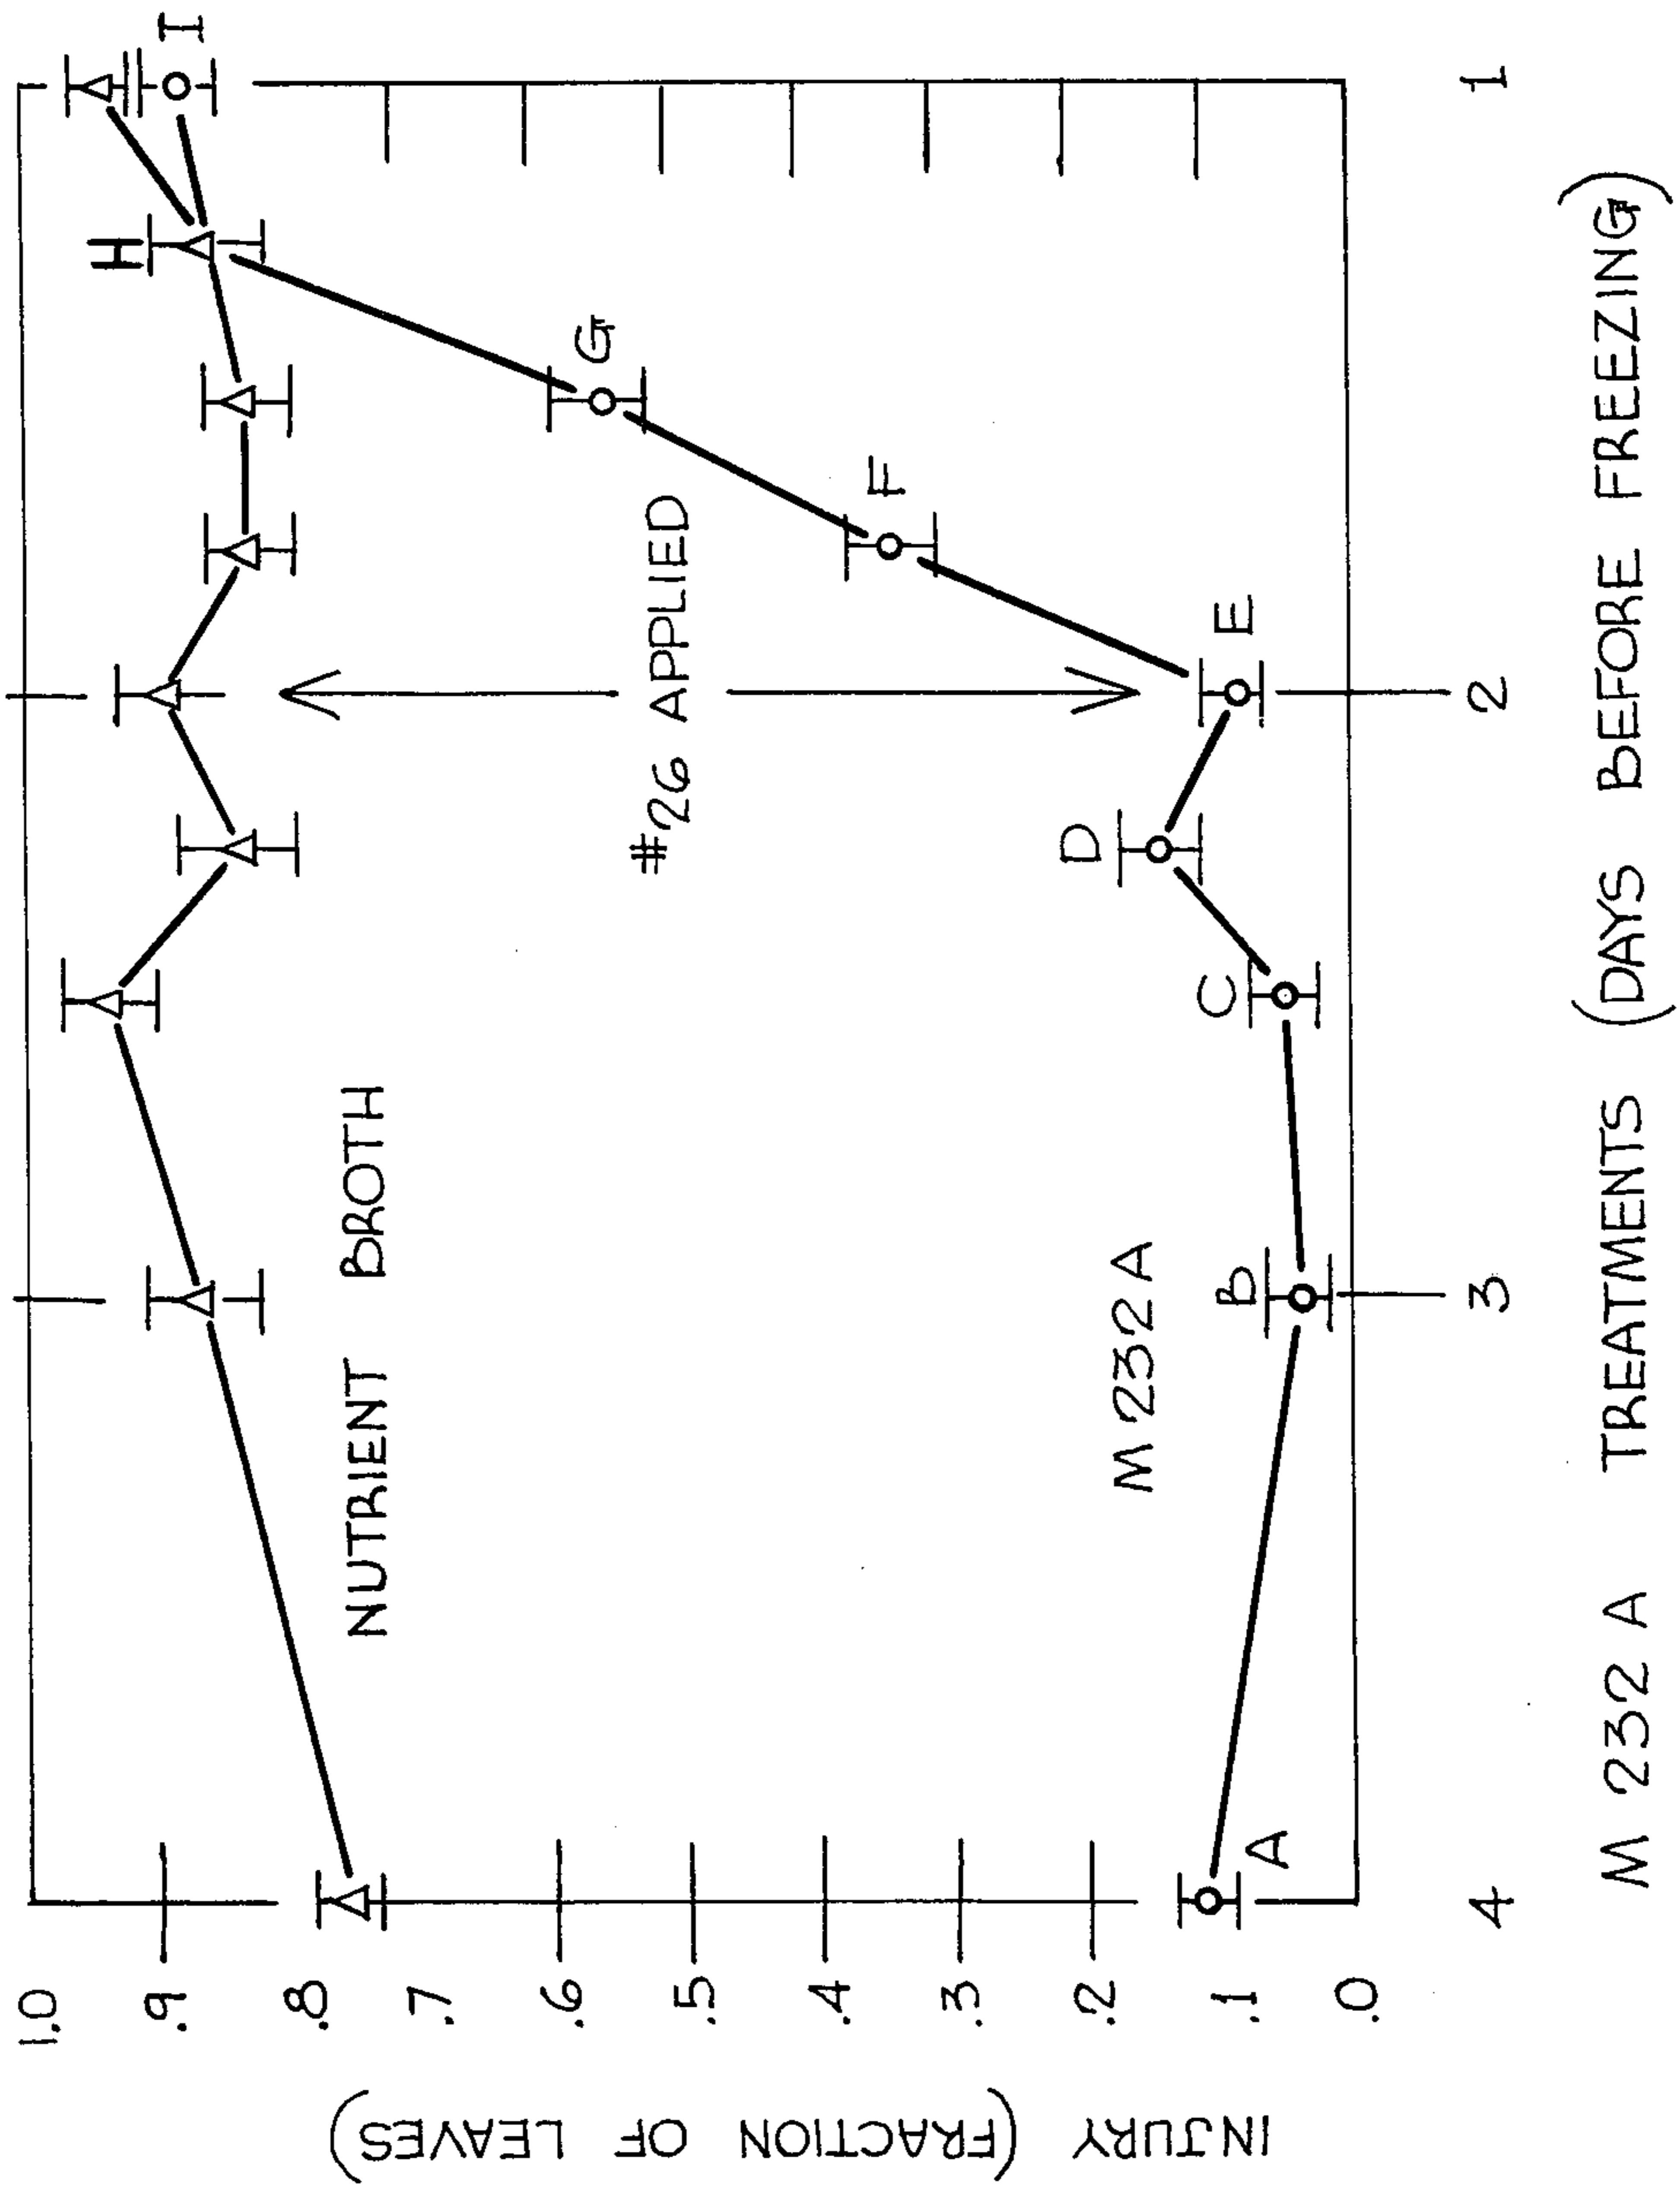 INJURY (FRACTION OF LEAVES)
1.0
.9
.8
.7
.6
.5
.4
.3
.2
.1
.0
NUTRIENT BROTH
M 232 A
#26 APPLIED
A
B
C
D
E
F
G
H
I
4
3
2
1
M 232 A TREATMENTS (DAYS BEFORE FREEZING)